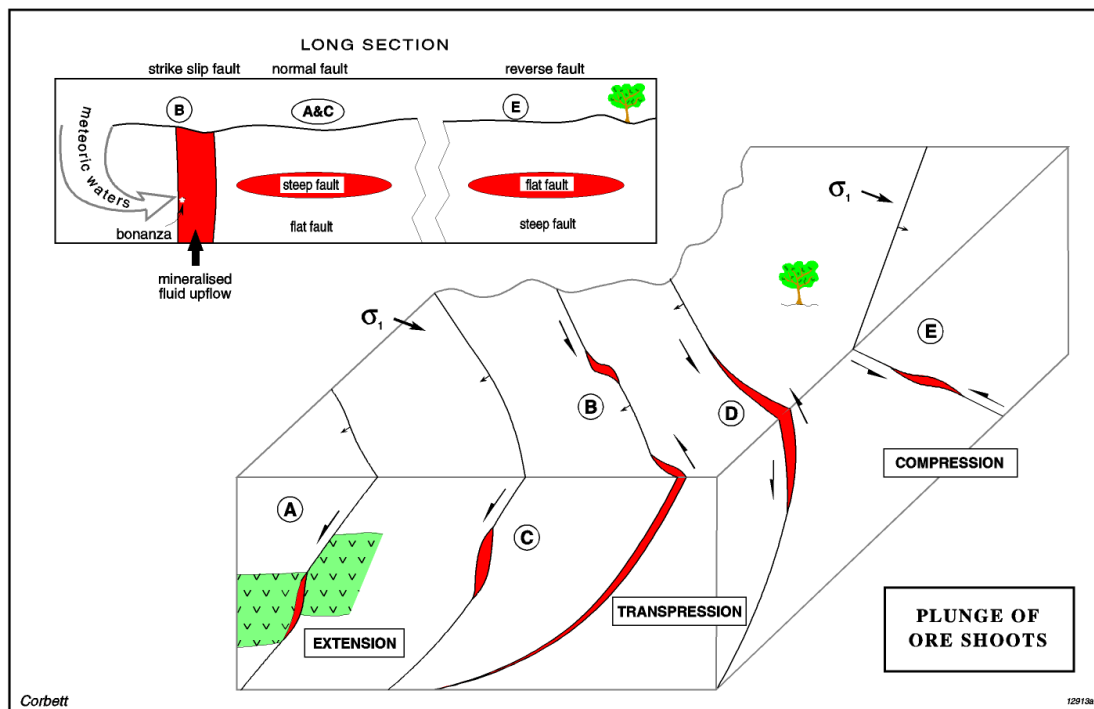 LONG SECTION
strike slip fault normal fault reverse fault
B A&C E
meteoric waters
steep fault flat fault
flat fault steep fault
bonanza
mineralised
fluid upflow
σ1
σ1
E
B
D
COMPRESSION
A
C
TRANSPRESSION
EXTENSION
PLUNGE OF
ORE SHOOTS
Corbett 12913a